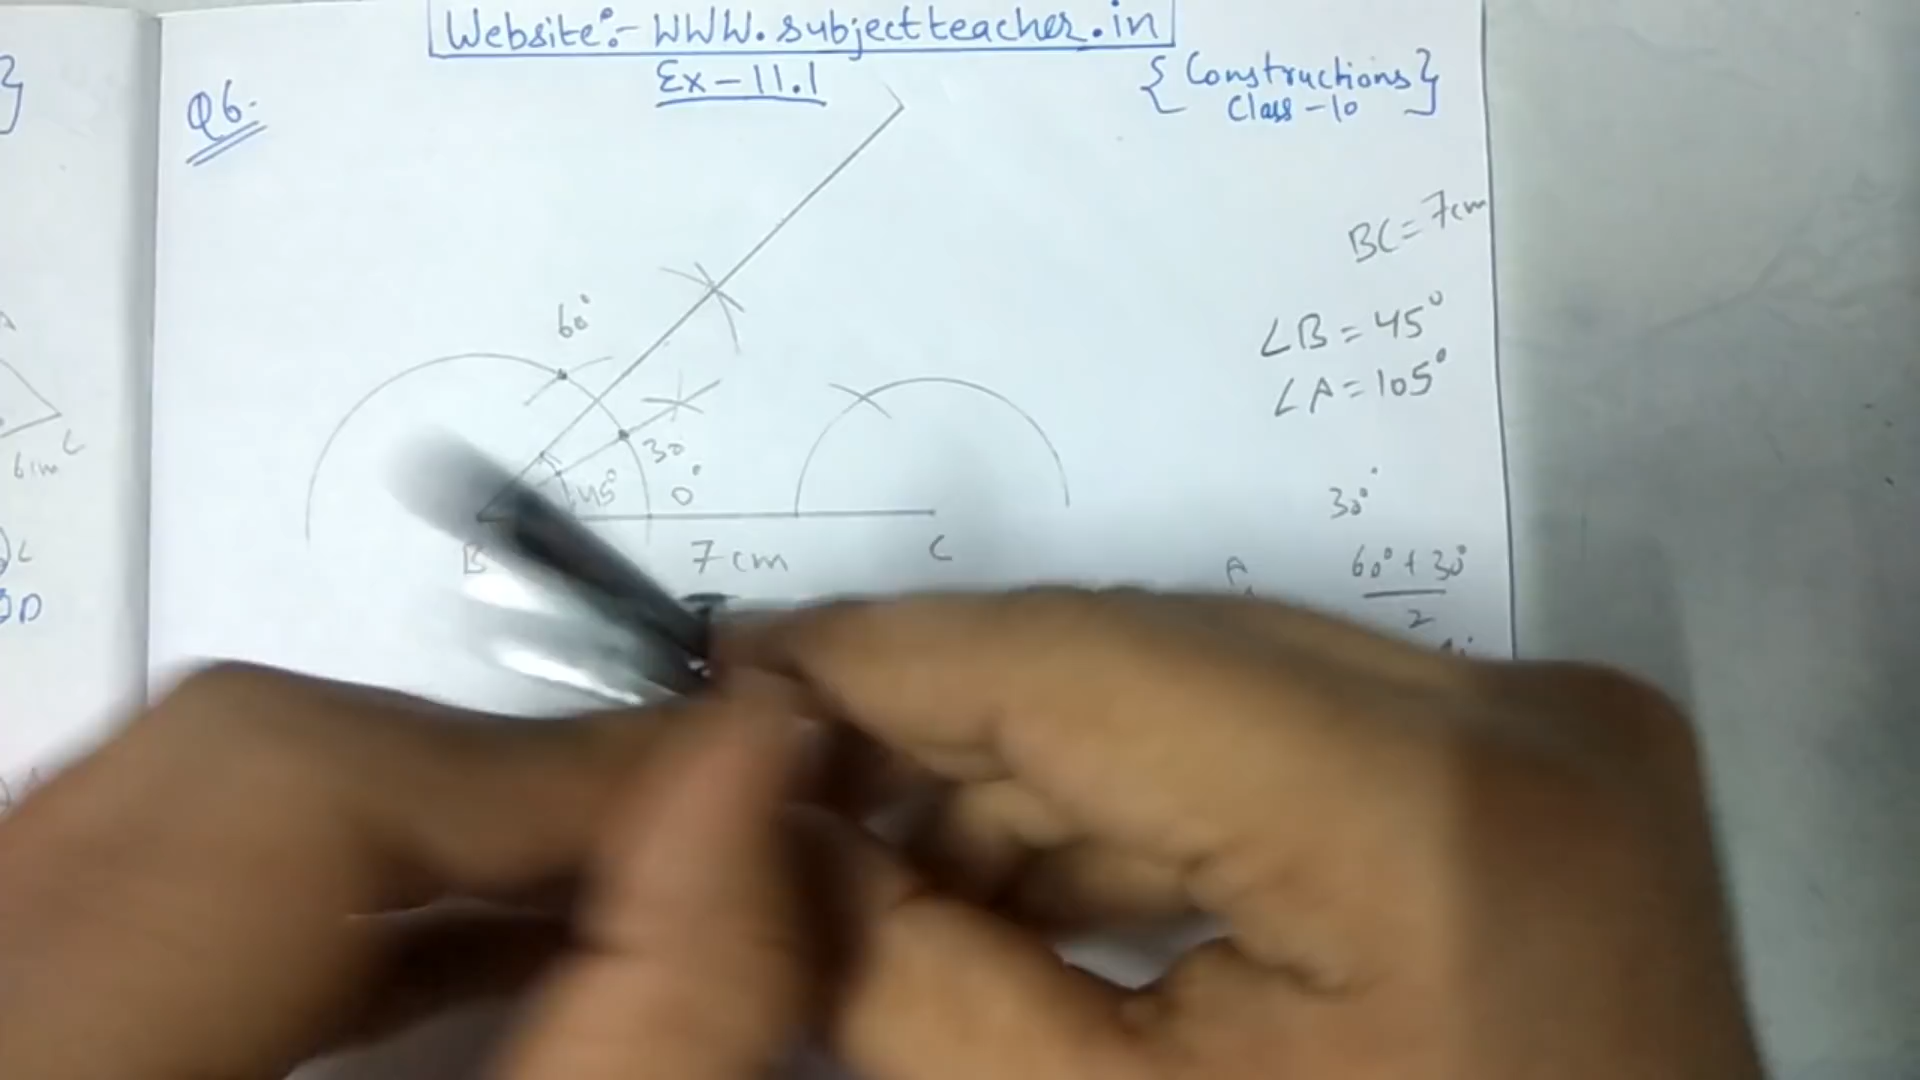 Website:- WWW.subjectteacher.in
Ex-11.1
{Constructions}
Class-10
Q6.
BC=7cm
∠B=45°
∠A=105°
60°
30°
45°
0°
B
7cm
C
30°
60°+30°
2
A
6cm
C